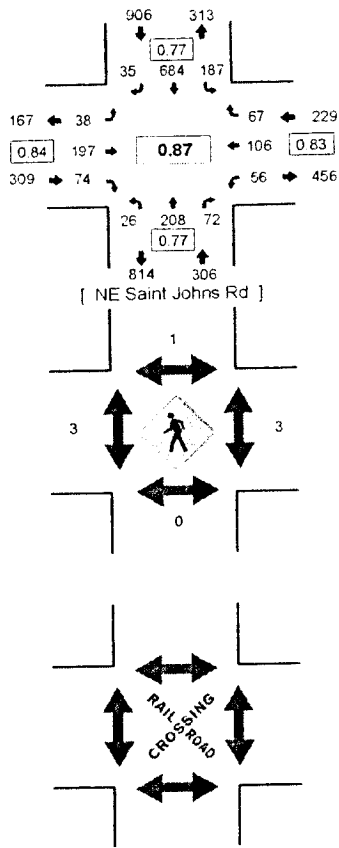 906 313
0.77
35 684 187
167 38 67 229
0.84 197 0.87 106 0.83
309 74 56 456
26 208 72
0.77
814 306
[ NE Saint Johns Rd ]
1
3 3
0
RAIL ROAD
CROSSING